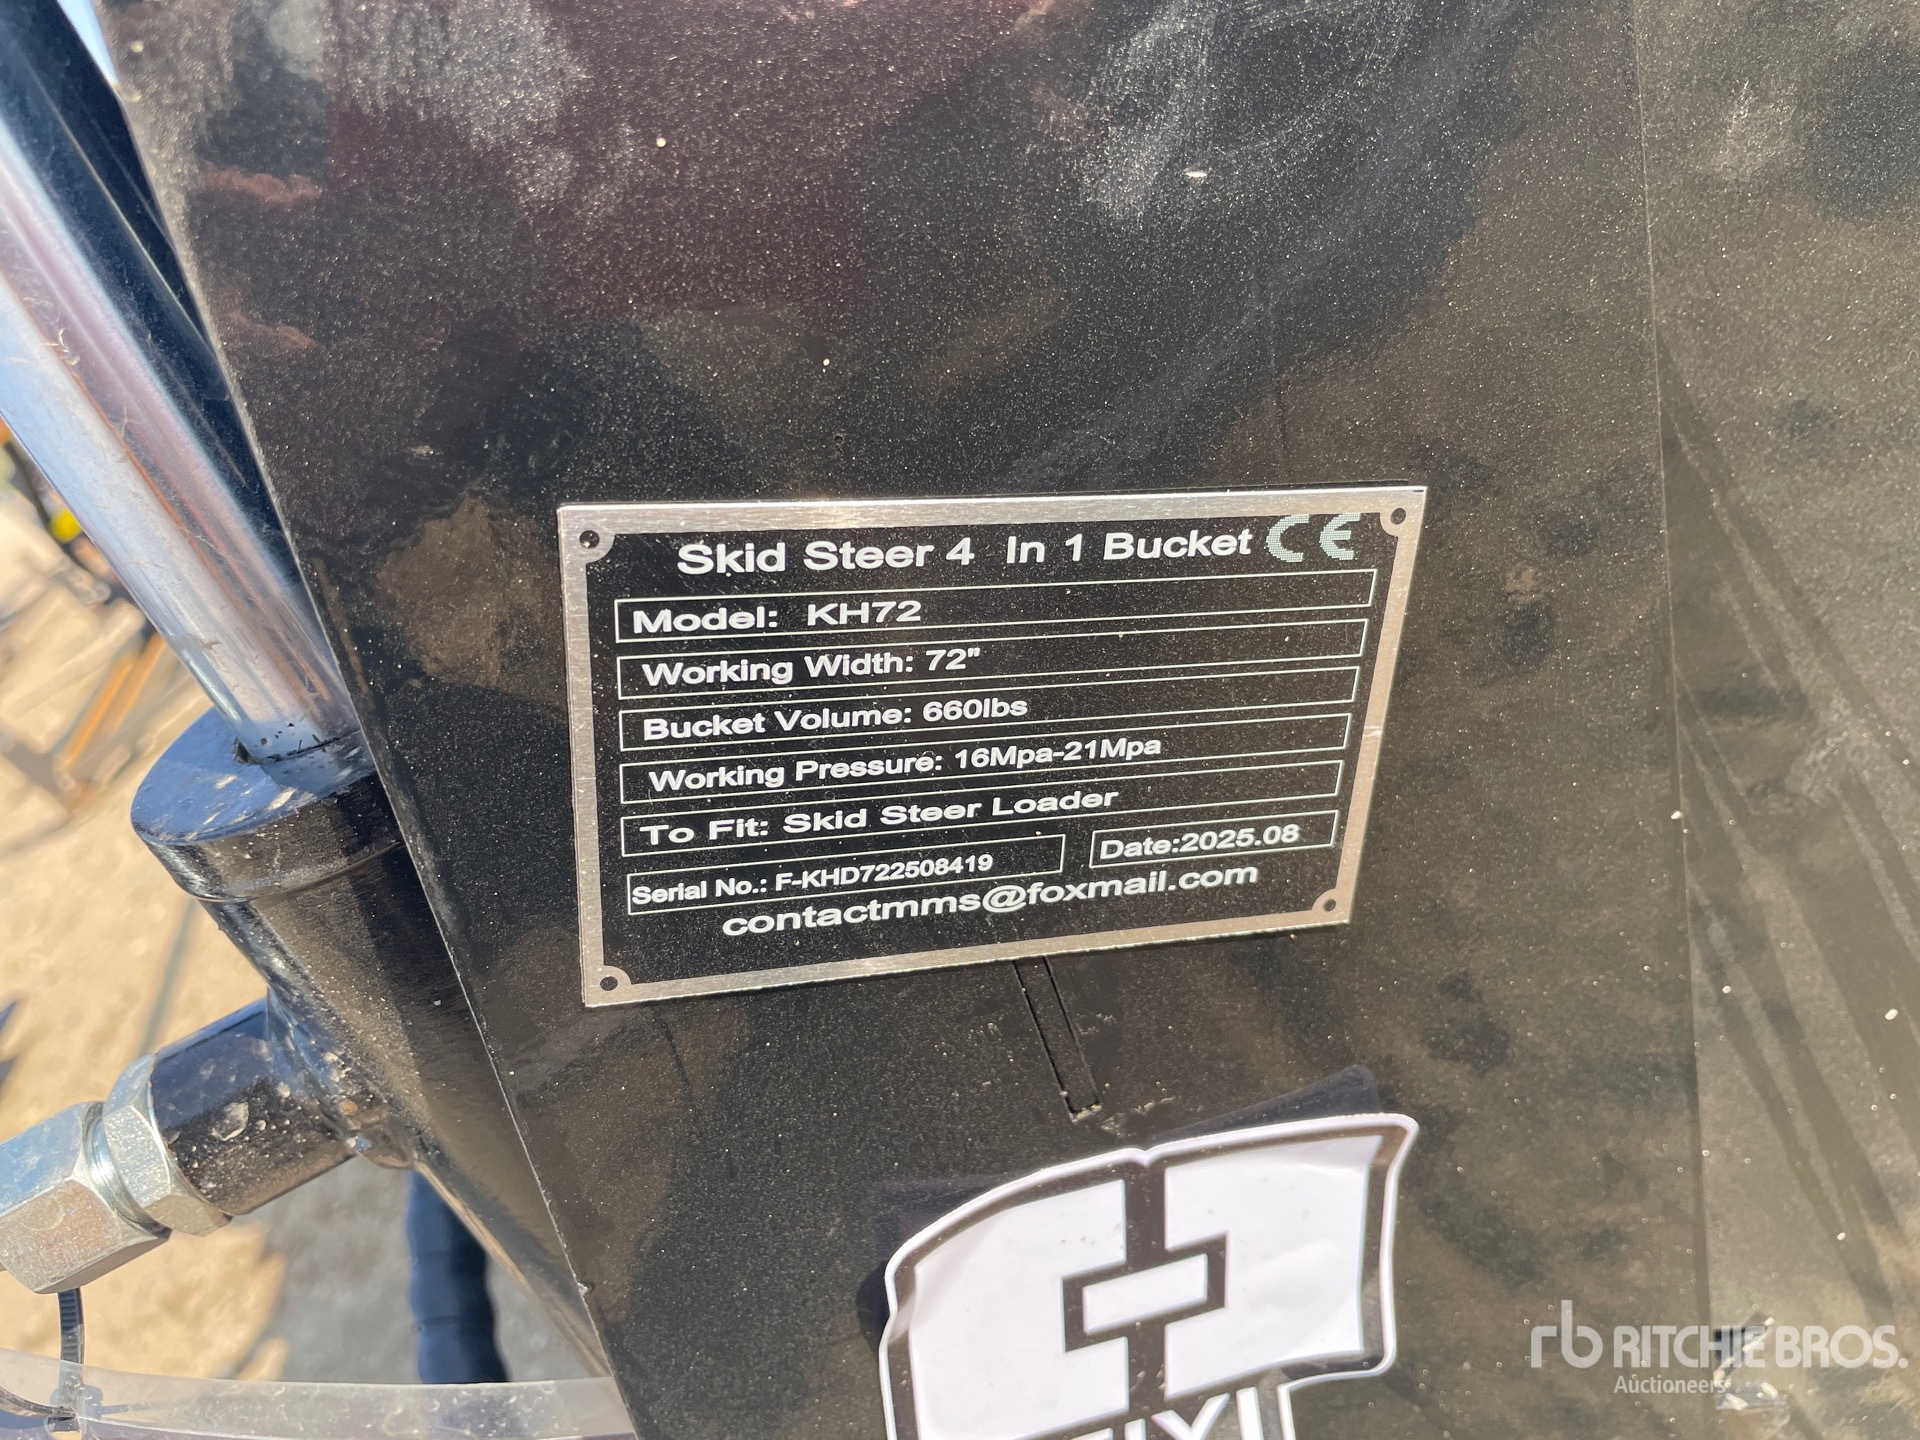 Skid Steer 4 In 1 Bucket CE
Model: KH72
Working Width: 72"
Bucket Volume: 660lbs
Working Pressure: 16Mpa-21Mpa
To Fit: Skid Steer Loader
Serial No.: F-KHD722508419 Date:2025.08
contactmms@foxmail.com
rb RITCHIE BROS.
Auctioneers